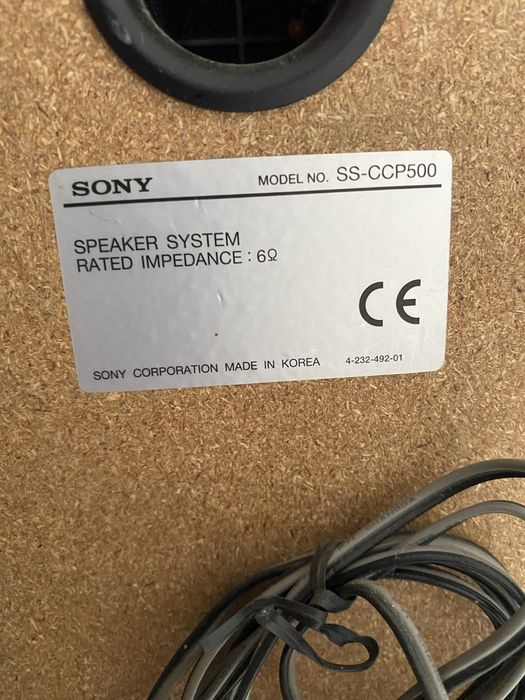 SONY MODEL NO. SS-CCP500
SPEAKER SYSTEM
RATED IMPEDANCE : 6Ω
CE
SONY CORPORATION MADE IN KOREA 4-232-492-01